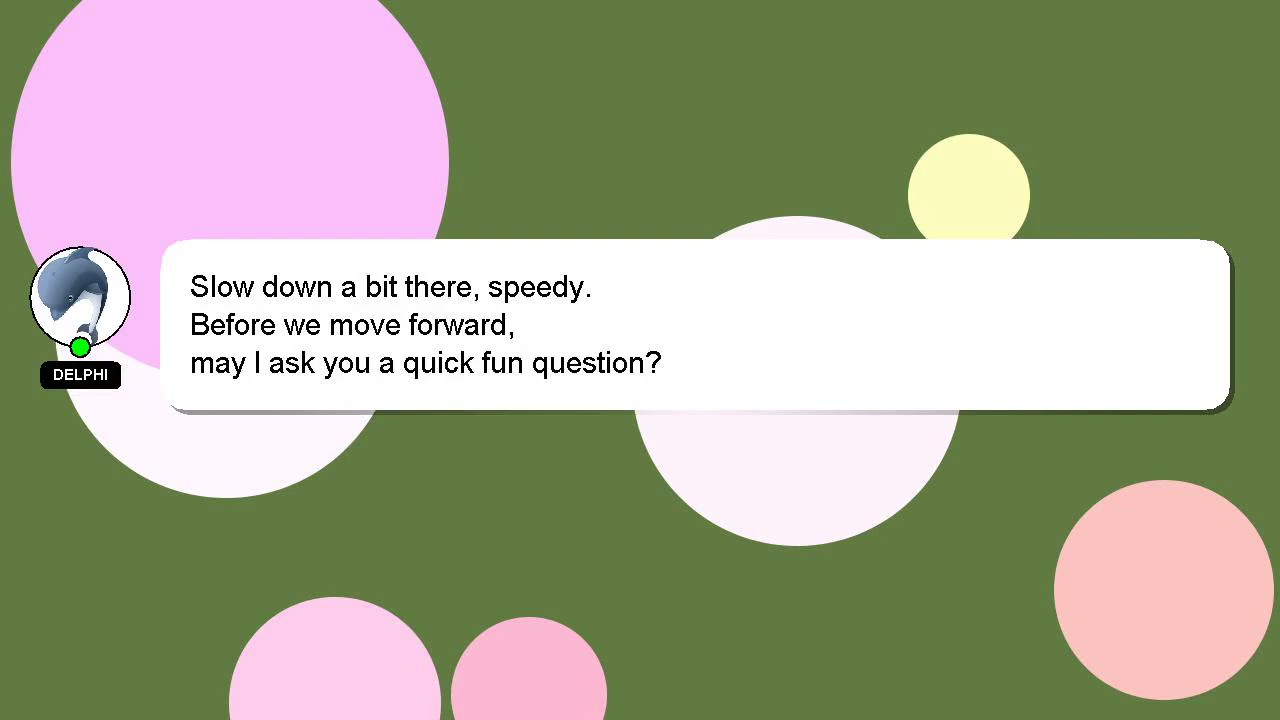 Slow down a bit there, speedy.
Before we move forward,
may I ask you a quick fun question?
DELPHI